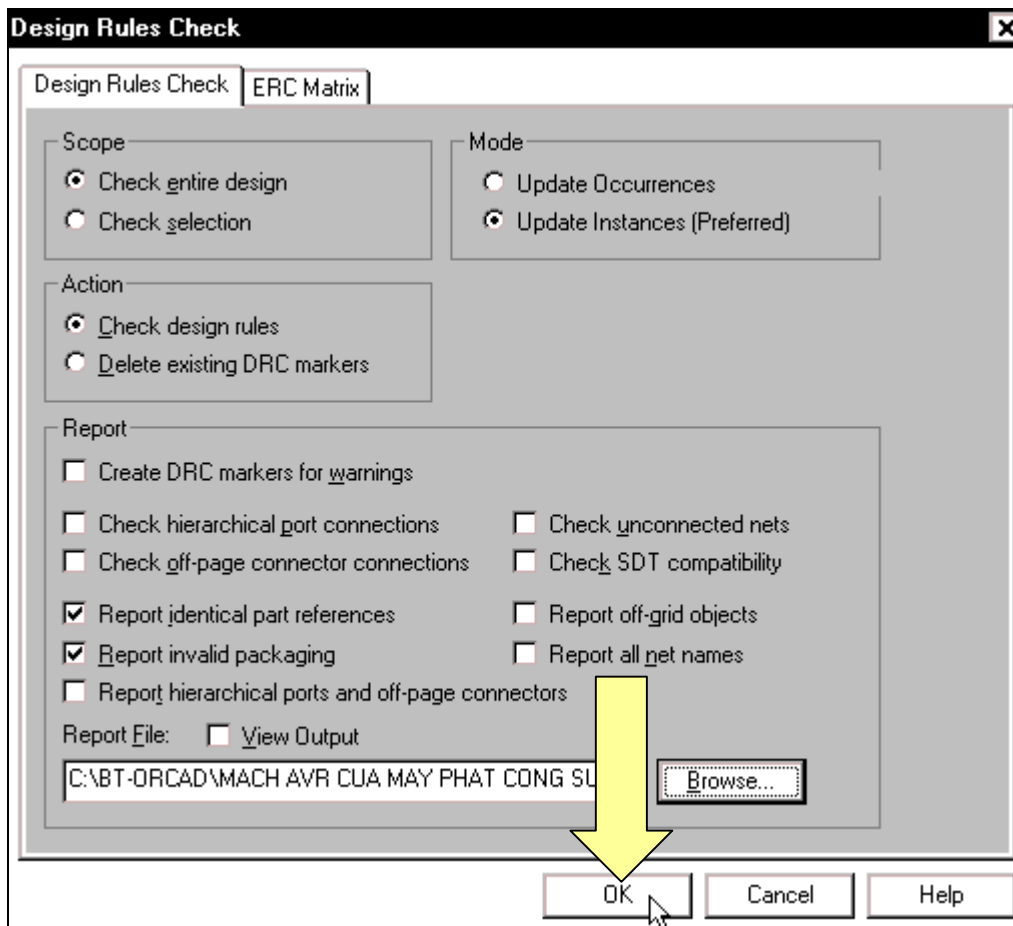 Design Rules Check
Design Rules Check ERC Matrix
Scope
Check entire design
Check selection
Mode
Update Occurrences
Update Instances (Preferred)
Action
Check design rules
Delete existing DRC markers
Report
Create DRC markers for warnings
Check hierarchical port connections
Check unconnected nets
Check off-page connector connections
Check SDT compatibility
Report identical part references
Report off-grid objects
Report invalid packaging
Report all net names
Report hierarchical ports and off-page connectors
Report File: View Output
C:\BT-ORCAD\MACH AVR CUA MAY PHAT CONG SU
Browse...
OK Cancel Help